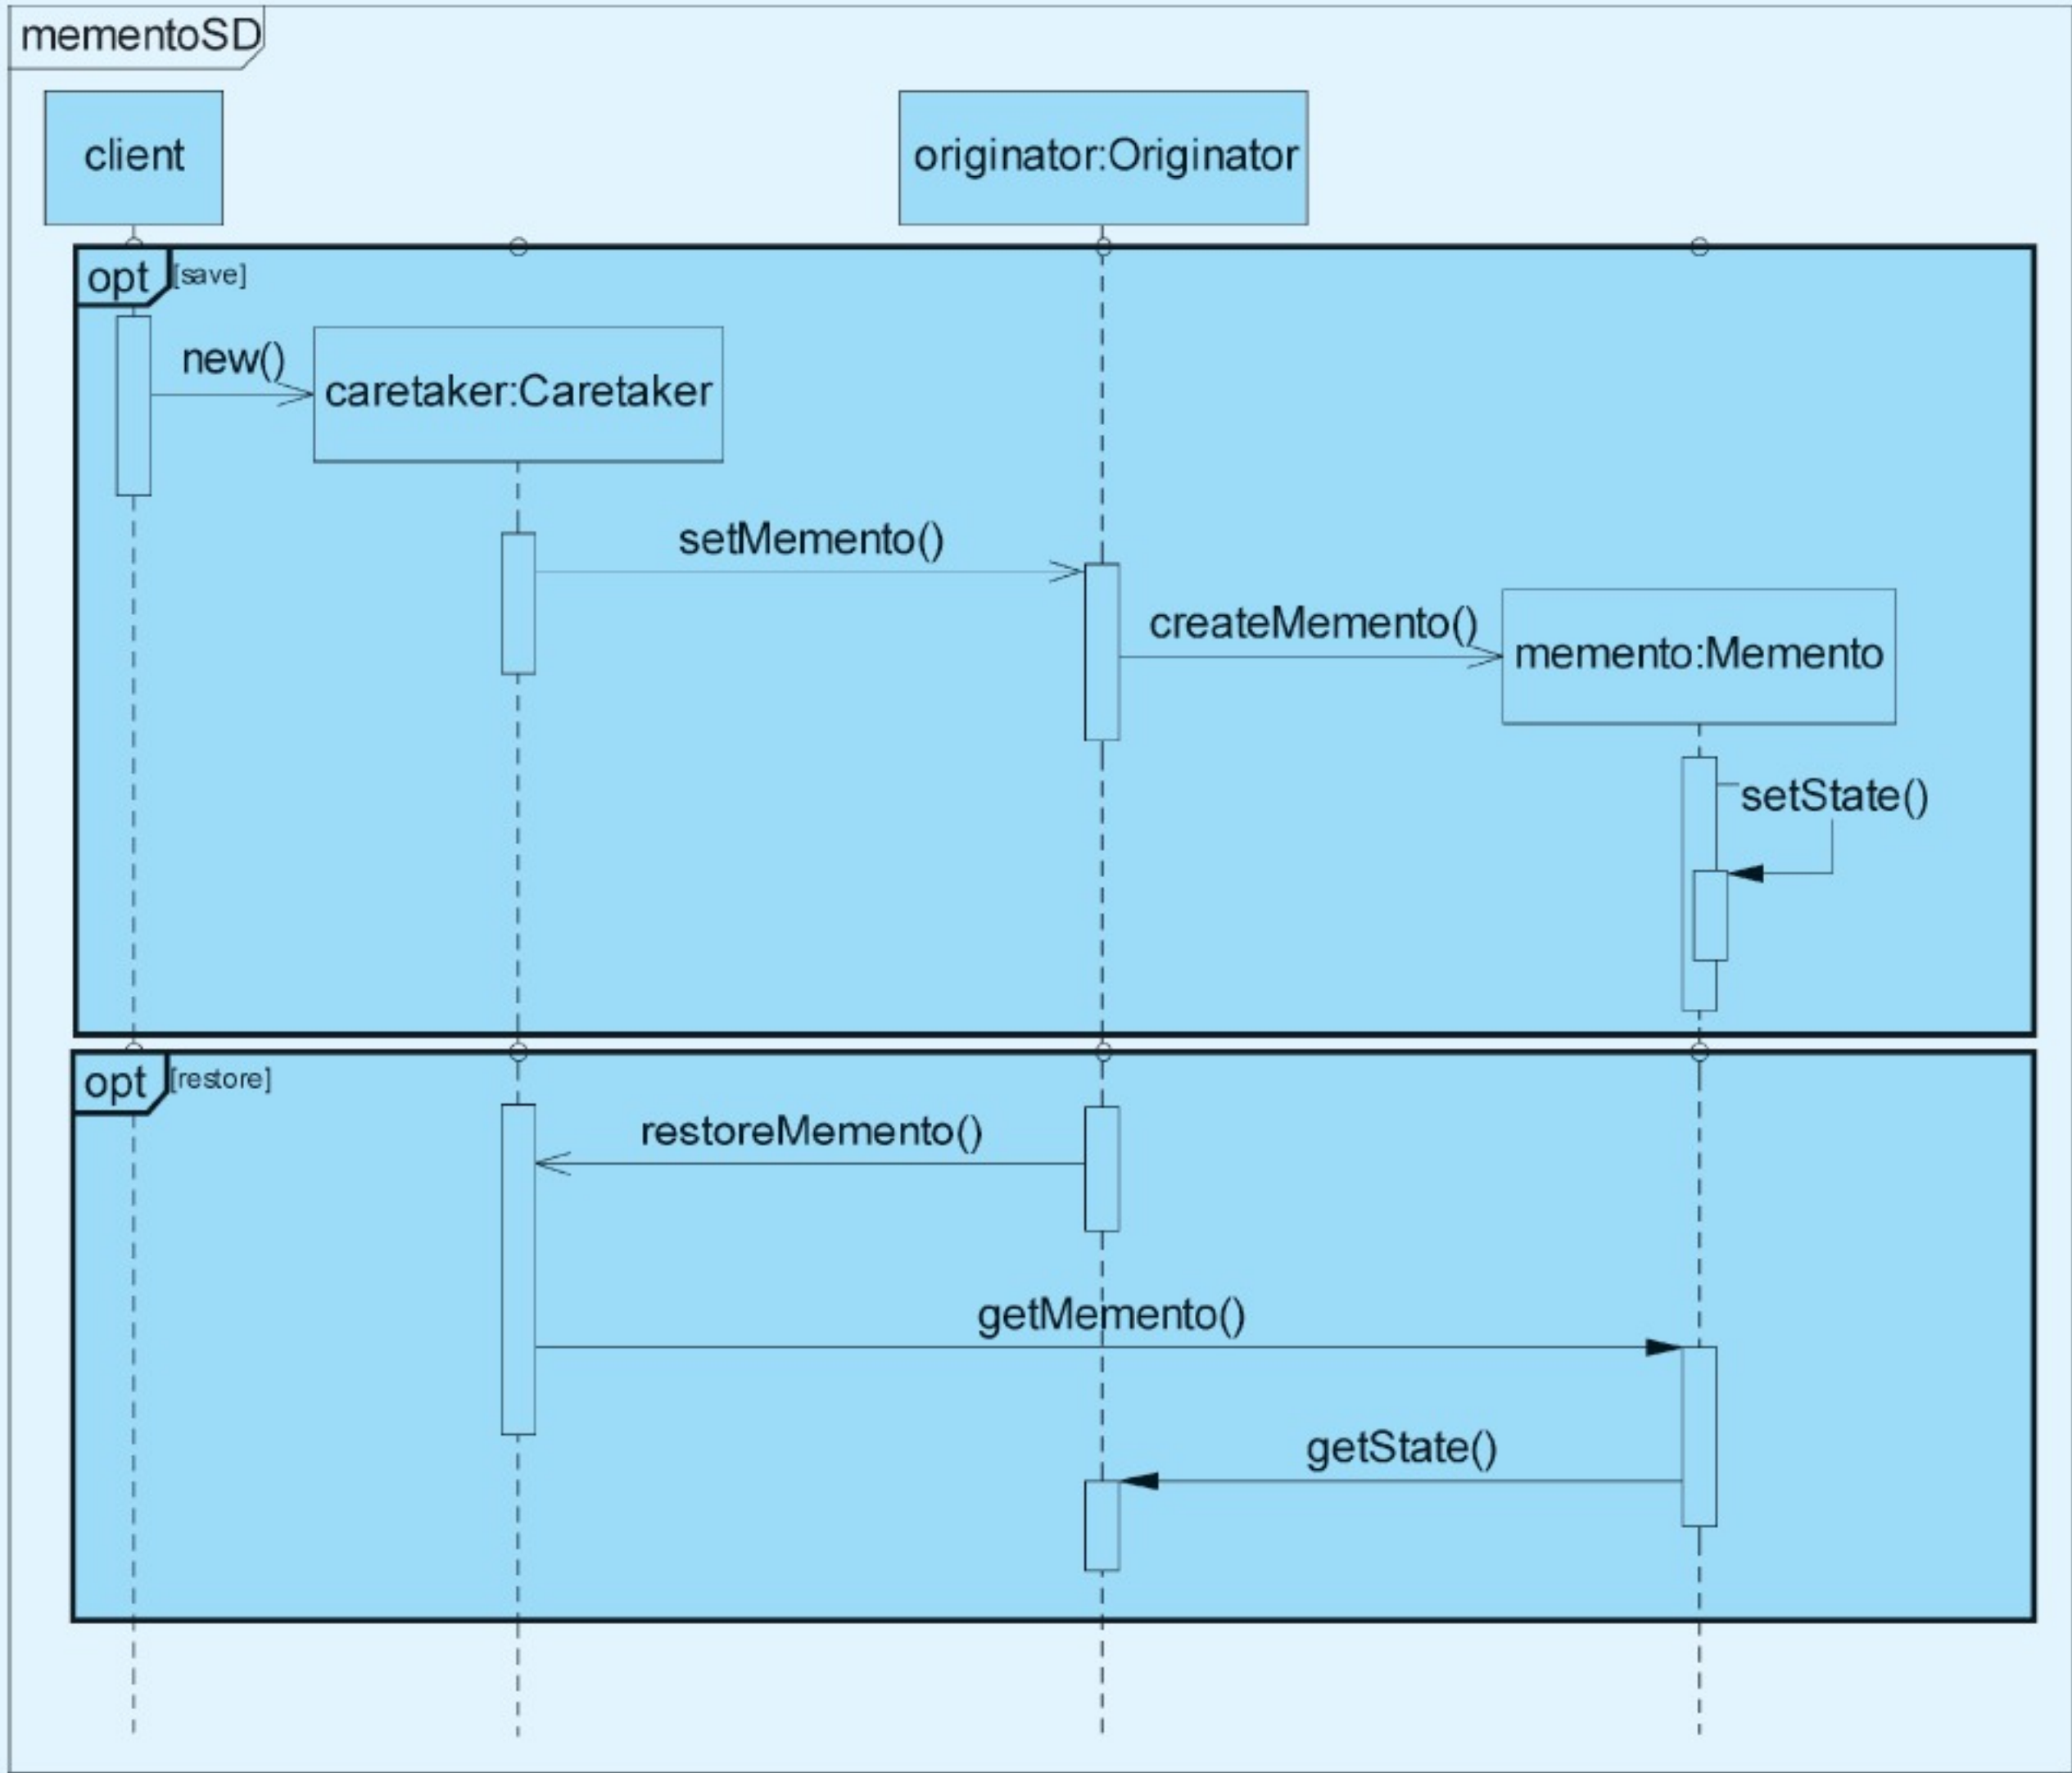 mementoSD
client
originator:Originator
opt [save]
new()
caretaker:Caretaker
setMemento()
createMemento()
memento:Memento
setState()
opt [restore]
restoreMemento()
getMemento()
getState()